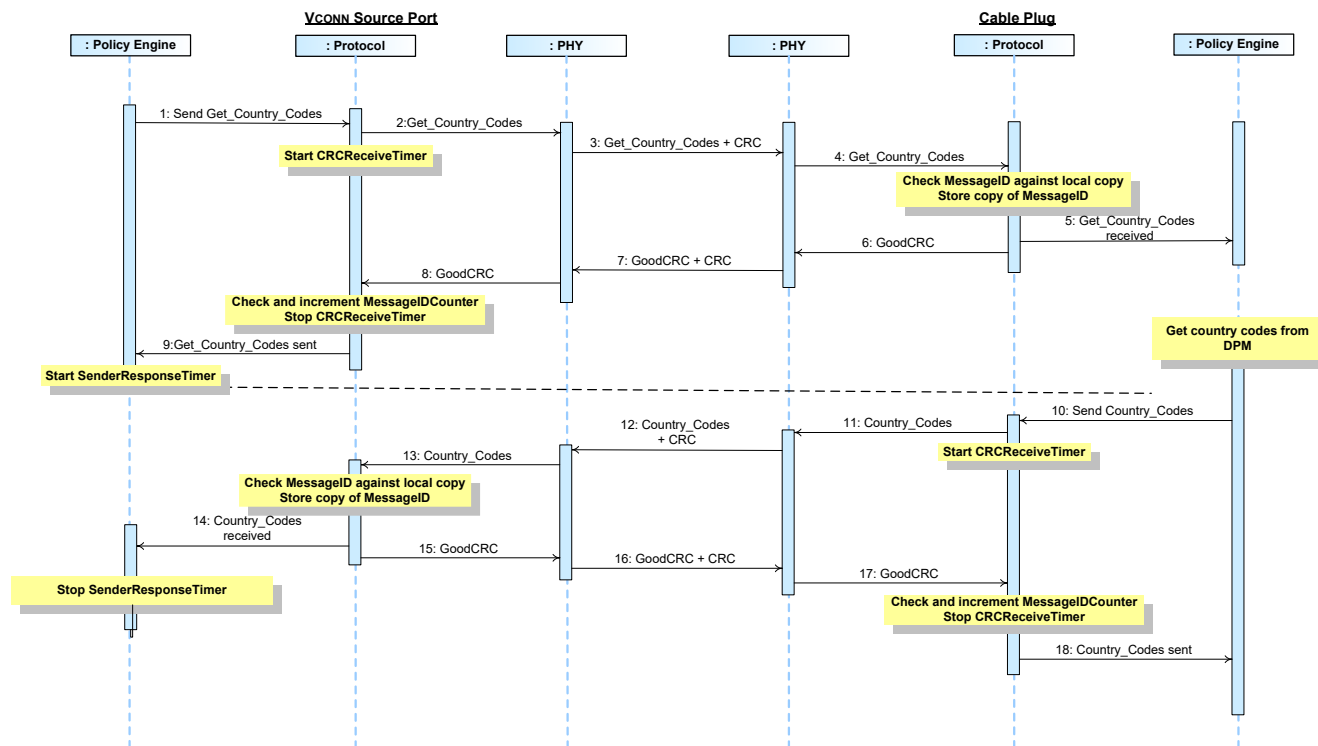 VCONN Source Port
Cable Plug
: Policy Engine
: Protocol
: PHY
: PHY
: Protocol
: Policy Engine
1: Send Get_Country_Codes
2:Get_Country_Codes
Start CRCReceiveTimer
3: Get_Country_Codes + CRC
4: Get_Country_Codes
Check MessageID against local copy
Store copy of MessageID
5: Get_Country_Codes
received
6: GoodCRC
7: GoodCRC + CRC
8: GoodCRC
Check and increment MessageIDCounter
Stop CRCReceiveTimer
9:Get_Country_Codes sent
Start SenderResponseTimer
Get country codes from
DPM
10: Send Country_Codes
11: Country_Codes
Start CRCReceiveTimer
12: Country_Codes
+ CRC
13: Country_Codes
Check MessageID against local copy
Store copy of MessageID
14: Country_Codes
received
15: GoodCRC
16: GoodCRC + CRC
17: GoodCRC
Stop SenderResponseTimer
Check and increment MessageIDCounter
Stop CRCReceiveTimer
18: Country_Codes sent